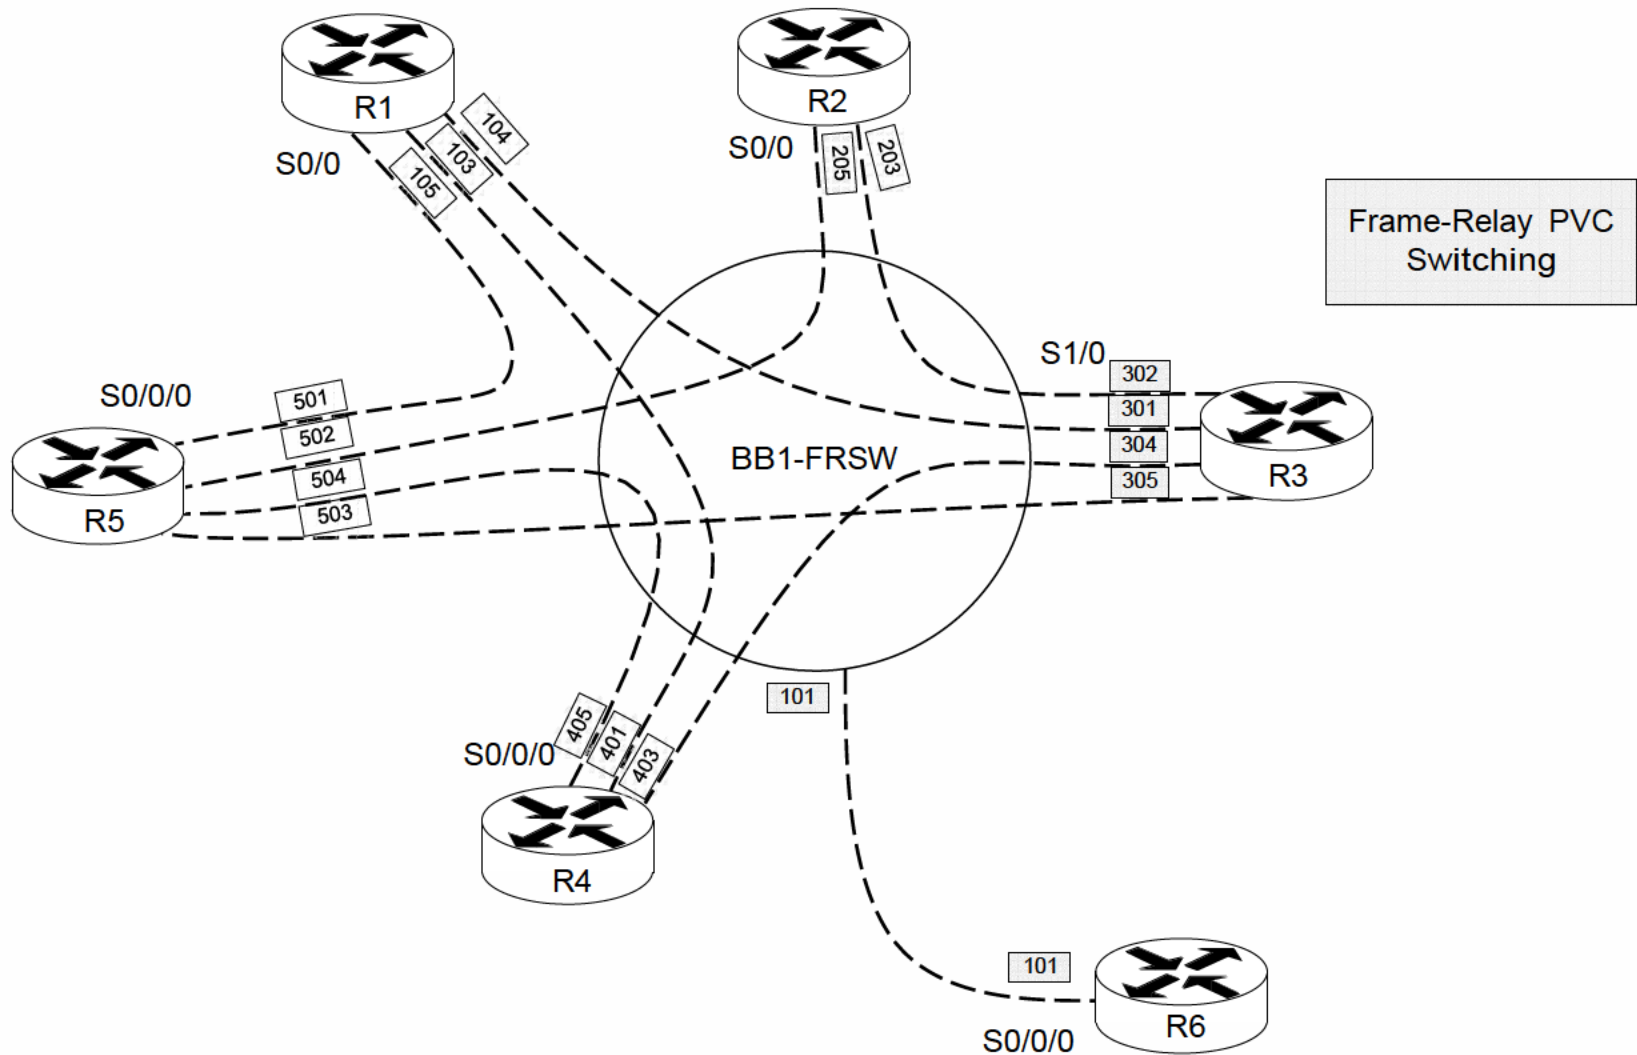 R1
R2
104
103
105
S0/0
S0/0
205
203
Frame-Relay PVC
Switching
S1/0
302
301
304
305
R3
S0/0/0
501
502
504
503
R5
BB1-FRSW
101
405
401
403
S0/0/0
R4
101
S0/0/0
R6